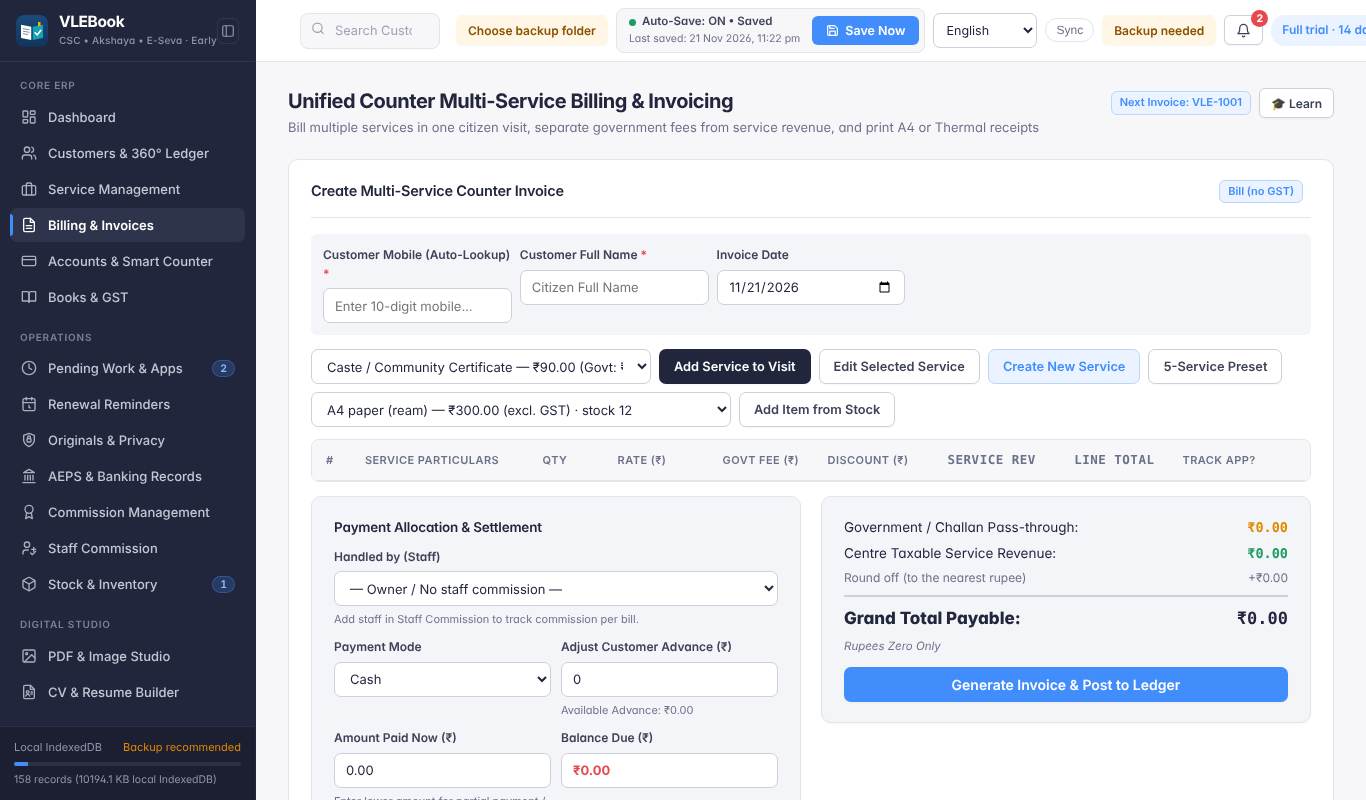 VLEBook
CSC • Akshaya • E-Seva · Early
Search Custo
Choose backup folder
Auto-Save: ON • Saved
Last saved: 21 Nov 2026, 11:22 pm
Save Now
English
Sync
Backup needed
2
Full trial · 14 da
CORE ERP
Dashboard
Customers & 360° Ledger
Service Management
Billing & Invoices
Accounts & Smart Counter
Books & GST
OPERATIONS
Pending Work & Apps 2
Renewal Reminders
Originals & Privacy
AEPS & Banking Records
Commission Management
Staff Commission
Stock & Inventory 1
DIGITAL STUDIO
PDF & Image Studio
CV & Resume Builder
Local IndexedDB Backup recommended
158 records (10194.1 KB local IndexedDB)
Unified Counter Multi-Service Billing & Invoicing
Bill multiple services in one citizen visit, separate government fees from service revenue, and print A4 or Thermal receipts
Next Invoice: VLE-1001
Learn
Create Multi-Service Counter Invoice
Bill (no GST)
Customer Mobile (Auto-Lookup) *
Enter 10-digit mobile...
Customer Full Name *
Citizen Full Name
Invoice Date
11/21/2026
Caste / Community Certificate — ₹90.00 (Govt: ₹
Add Service to Visit
Edit Selected Service
Create New Service
5-Service Preset
A4 paper (ream) — ₹300.00 (excl. GST) · stock 12
Add Item from Stock
# SERVICE PARTICULARS QTY RATE (₹) GOVT FEE (₹) DISCOUNT (₹) SERVICE REV LINE TOTAL TRACK APP?
Payment Allocation & Settlement
Handled by (Staff)
— Owner / No staff commission —
Add staff in Staff Commission to track commission per bill.
Payment Mode
Cash
Adjust Customer Advance (₹)
0
Available Advance: ₹0.00
Amount Paid Now (₹)
0.00
Enter lower amount for partial payment /
Balance Due (₹)
₹0.00
Government / Challan Pass-through: ₹0.00
Centre Taxable Service Revenue: ₹0.00
Round off (to the nearest rupee) +₹0.00
Grand Total Payable: ₹0.00
Rupees Zero Only
Generate Invoice & Post to Ledger